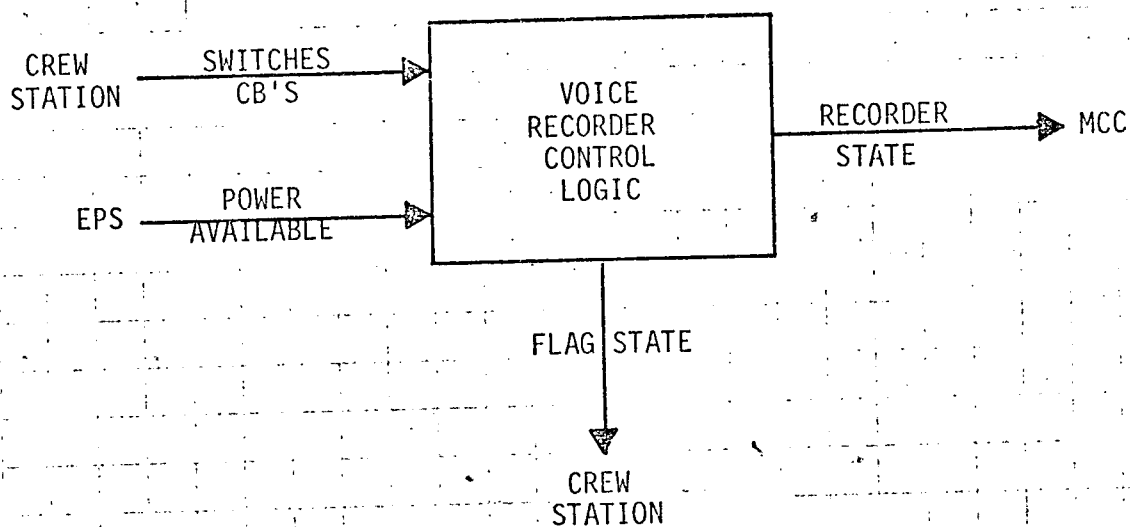 CREW
STATION
SWITCHES
CB'S
VOICE
RECORDER
CONTROL
LOGIC
RECORDER
STATE
MCC
EPS
POWER
AVAILABLE
FLAG STATE
CREW
STATION